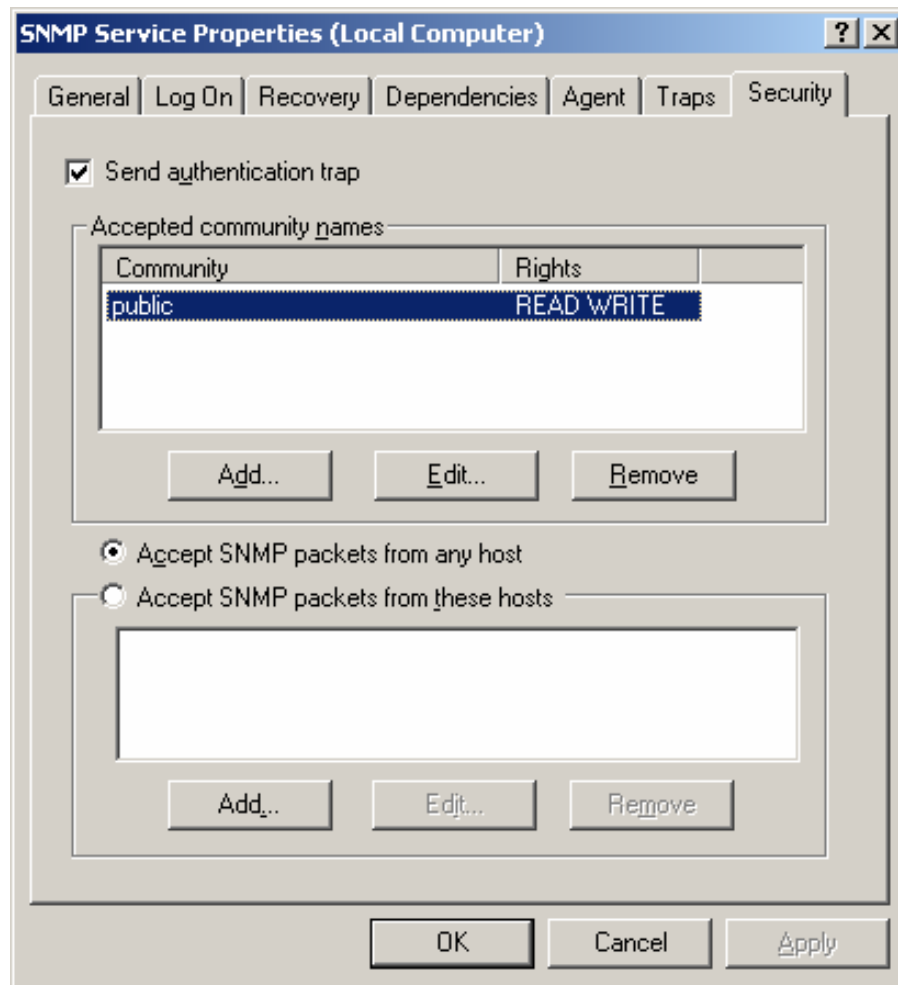 SNMP Service Properties (Local Computer)
General Log On Recovery Dependencies Agent Traps Security
Send authentication trap
Accepted community names
Community Rights
public READ WRITE
Add... Edit... Remove
Accept SNMP packets from any host
Accept SNMP packets from these hosts
Add... Edit... Remove
OK Cancel Apply